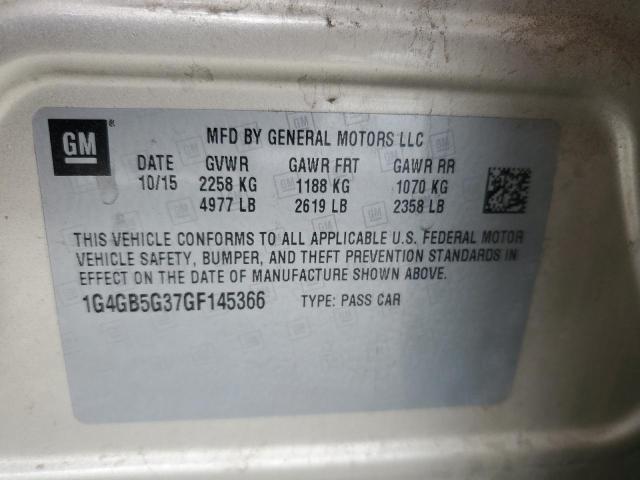 GM®
MFD BY GENERAL MOTORS LLC
DATE GVWR GAWR FRT GAWR RR
10/15 2258 KG 1188 KG 1070 KG
4977 LB 2619 LB 2358 LB
THIS VEHICLE CONFORMS TO ALL APPLICABLE U.S. FEDERAL MOTOR
VEHICLE SAFETY, BUMPER, AND THEFT PREVENTION STANDARDS IN
EFFECT ON THE DATE OF MANUFACTURE SHOWN ABOVE.
1G4GB5G37GF145366 TYPE: PASS CAR